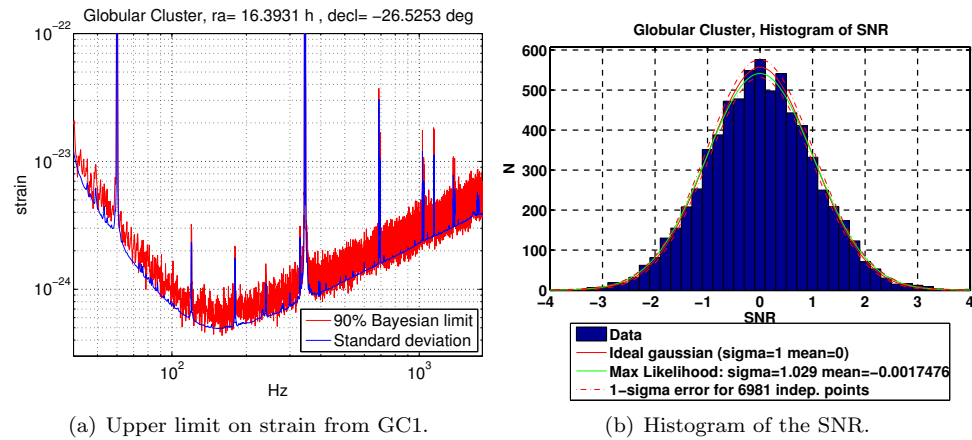 Globular Cluster, ra= 16.3931 h , decl= −26.5253 deg
10^−22
10^−23
10^−24
strain
10^2
10^3
Hz
90% Bayesian limit
Standard deviation
(a) Upper limit on strain from GC1.
Globular Cluster, Histogram of SNR
600
500
400
300
200
100
0
N
−4 −3 −2 −1 0 1 2 3 4
SNR
Data
Ideal gaussian (sigma=1 mean=0)
Max Likelihood: sigma=1.029 mean=−0.0017476
1-sigma error for 6981 indep. points
(b) Histogram of the SNR.